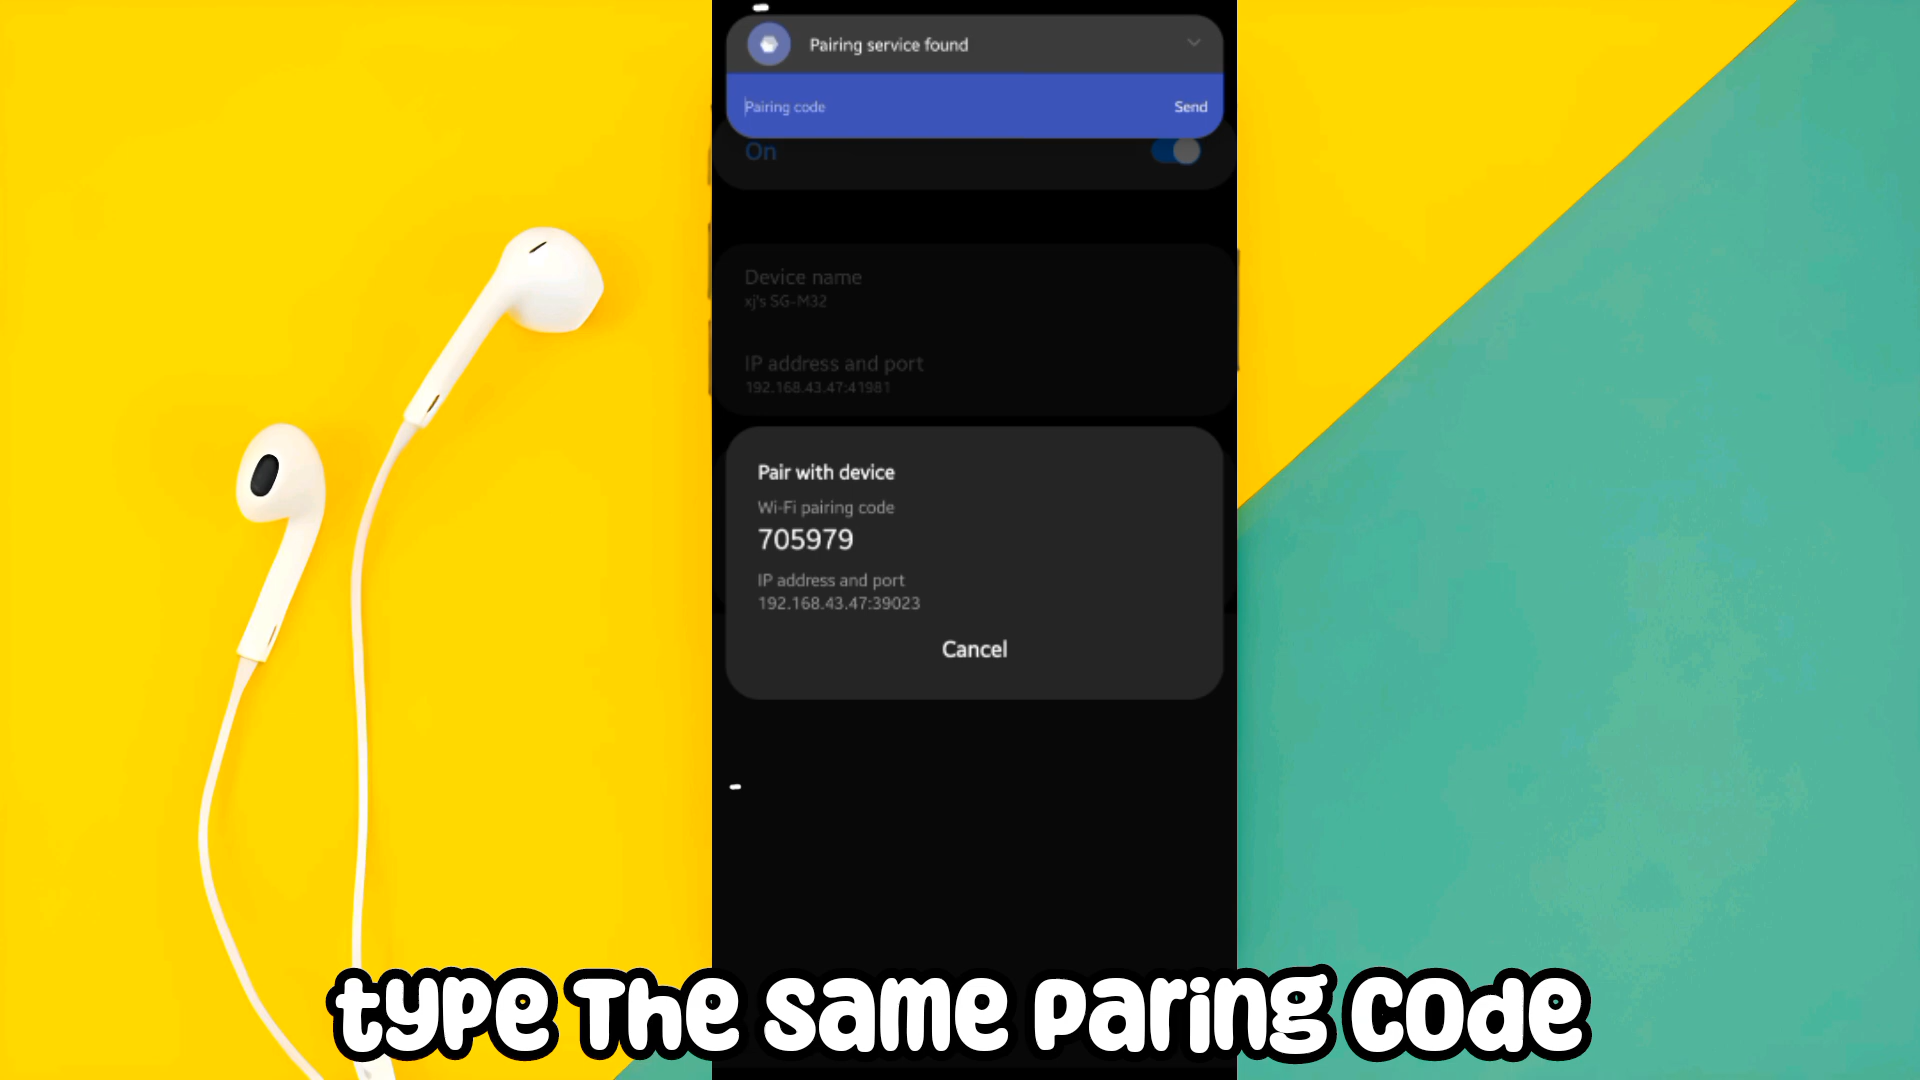 Pairing service found
Pairing code
Send
On
Device name
xj's SG-M32
IP address and port
192.168.43.47:41981
Pair with device
Wi-Fi pairing code
705979
IP address and port
192.168.43.47:39023
Cancel
TYPE THE SAME PARING CODE